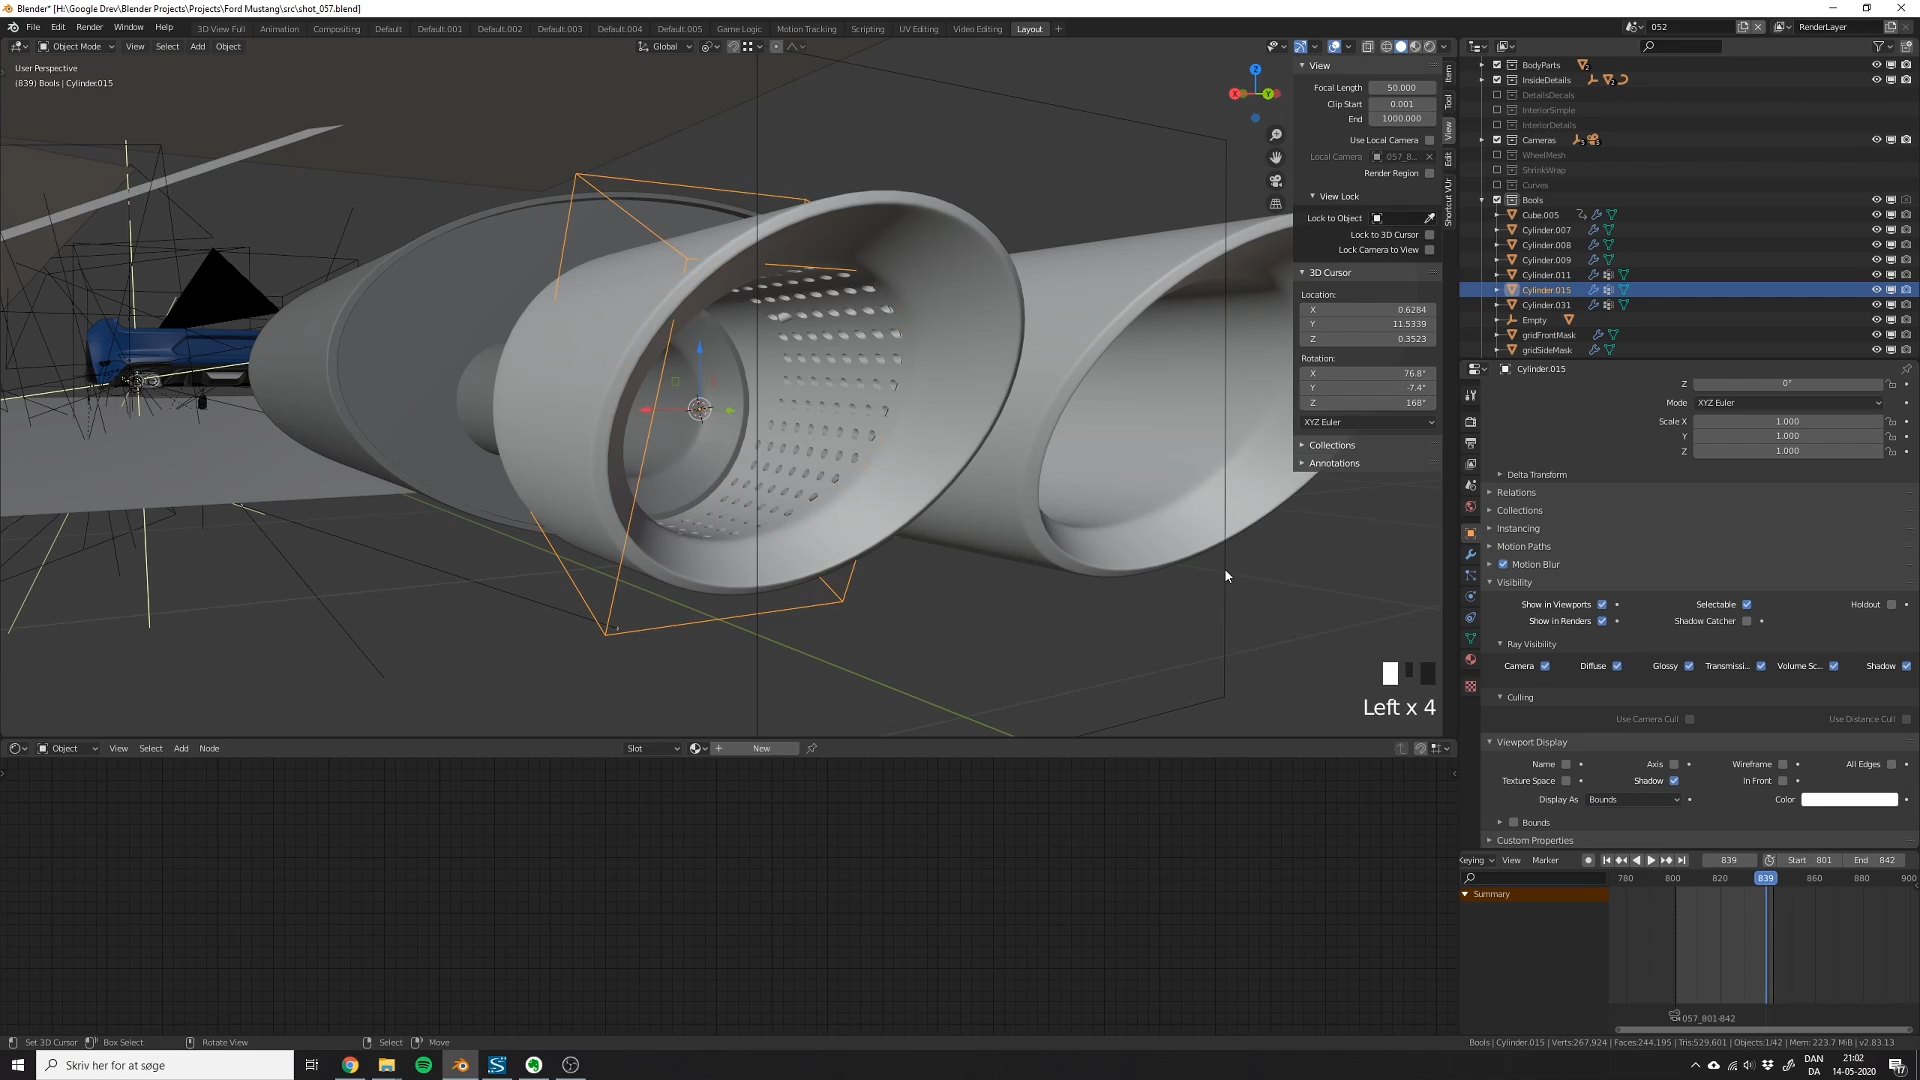 Blender* [H:\Google Drev\Blender Projects\Projects\Ford Mustang\src\shot_057.blend]
File Edit Render Window Help 3D View Full Animation Compositing Default Default.001 Default.002 Default.003 Default.004 Default.005 Game Logic Motion Tracking Scripting UV Editing Video Editing Layout + 052 RenderLayer
Object Mode View Select Add Object Global
User Perspective
(839) Bools | Cylinder.015
Z
X
Y
View
Focal Length 50.000
Clip Start 0.001
End 1000.000
Use Local Camera
Local Camera 057_8...
Render Region
View Lock
Lock to Object
Lock to 3D Cursor
Lock Camera to View
3D Cursor
Location:
X 0.6284
Y 11.5339
Z 0.3523
Rotation:
X 76.8°
Y -7.4°
Z 168°
XYZ Euler
Collections
Annotations
Item
Tool
View
Edit
Shortcut VUr
Left x 4
BodyParts
InsideDetails
DetailsDecals
InteriorSimple
InteriorDetails
Cameras
WheelMesh
ShrinkWrap
Curves
Bools
Cube.005
Cylinder.007
Cylinder.008
Cylinder.009
Cylinder.011
Cylinder.015
Cylinder.031
Empty
gridFrontMask
gridSideMask
Cylinder.015
Z 0°
Mode XYZ Euler
Scale X 1.000
Y 1.000
Z 1.000
Delta Transform
Relations
Collections
Instancing
Motion Paths
Motion Blur
Visibility
Show in Viewports Selectable Holdout
Show in Renders Shadow Catcher
Ray Visibility
Camera Diffuse Glossy Transmissi... Volume Sc... Shadow
Culling
Use Camera Cull Use Distance Cull
Viewport Display
Name Axis Wireframe All Edges
Texture Space Shadow In Front
Display As Bounds Color
Bounds
Custom Properties
Object View Select Add Node Slot New
Keying View Marker 839 Start 801 End 842
780 800 820 839 860 880 900
Summary
057_801-842
Set 3D Cursor Box Select Rotate View Select Move
Bools | Cylinder.015 | Verts:267,924 | Faces:244,195 | Tris:529,601 | Objects:1/42 | Mem: 223.7 MiB | v2.83.13
Skriv her for at søge
DAN
DA
21:02
14-05-2020
17